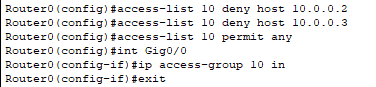 Router0(config)#access-list 10 deny host 10.0.0.2
Router0(config)#access-list 10 deny host 10.0.0.3
Router0(config)#access-list 10 permit any
Router0(config)#int Gig0/0
Router0(config-if)#ip access-group 10 in
Router0(config-if)#exit